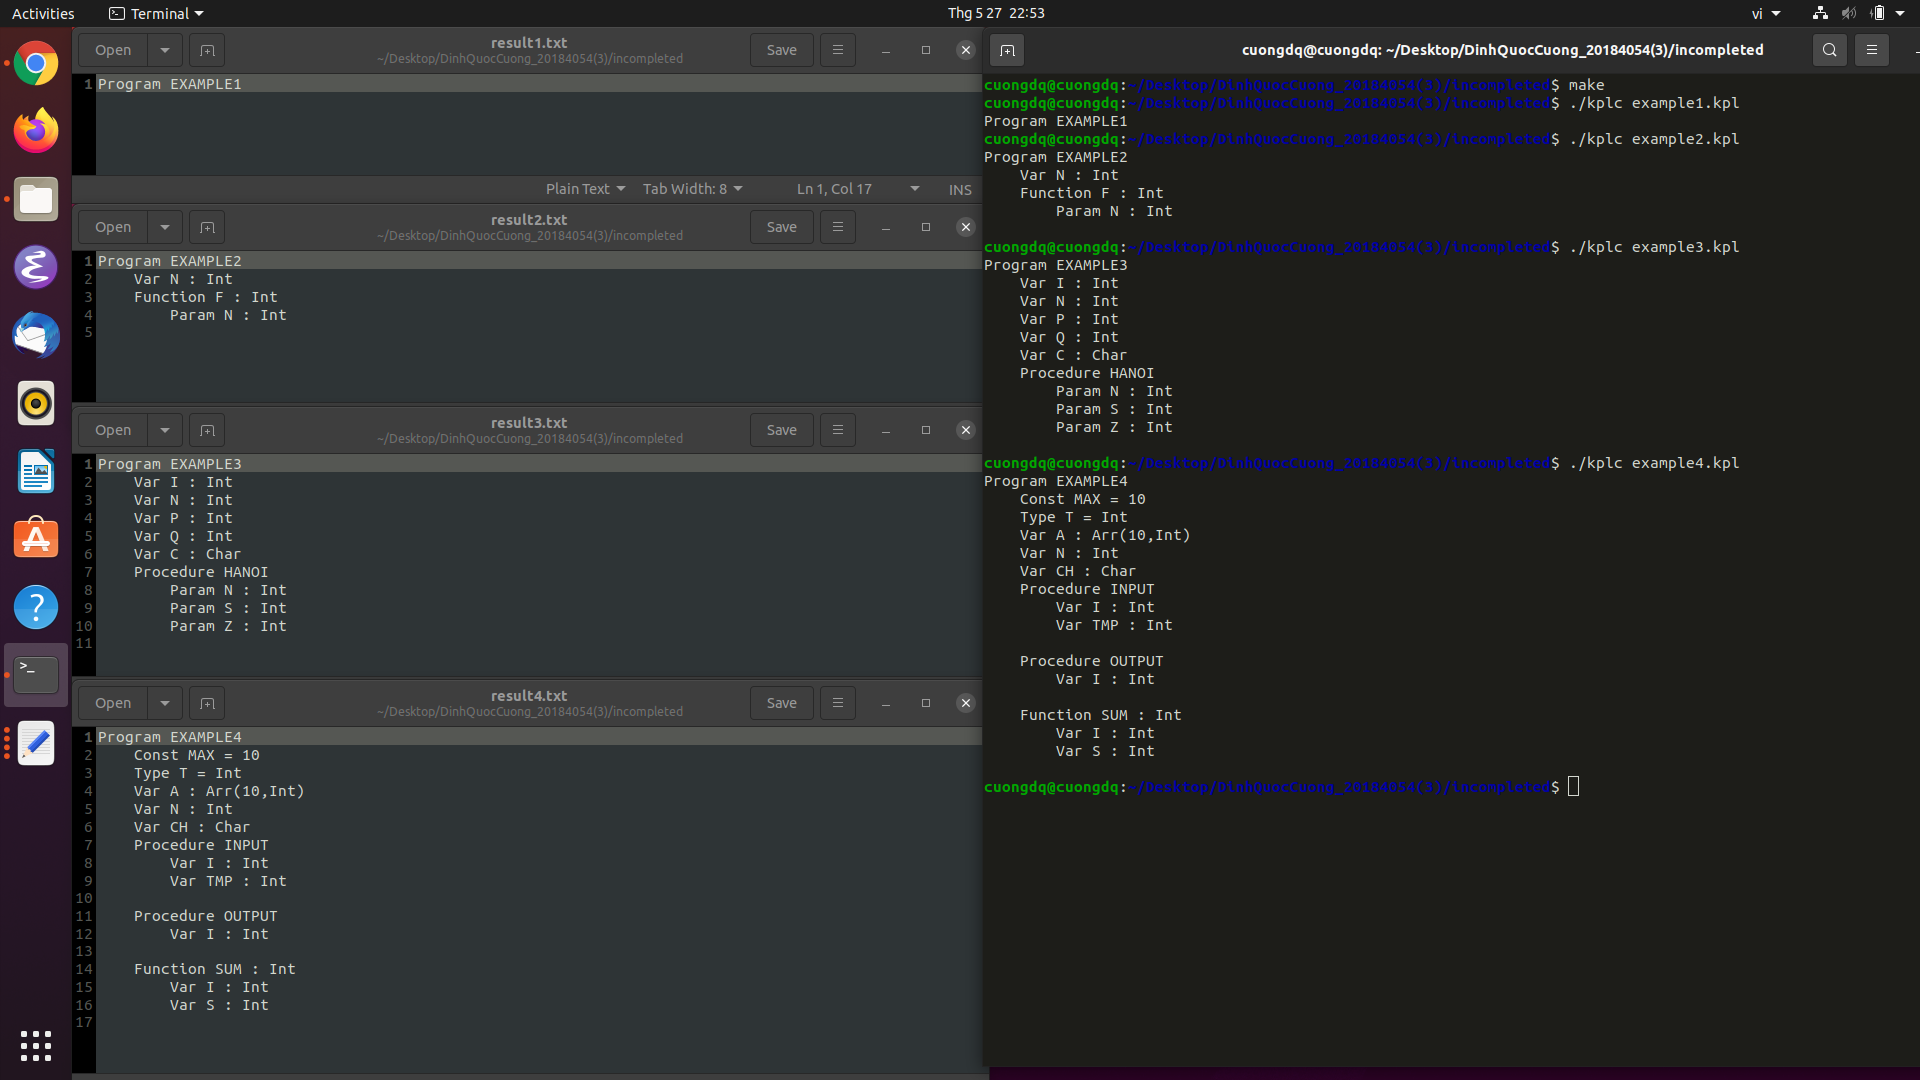 Activities
Terminal
Thg 5 27 22:53
vi
Open
result1.txt
~/Desktop/DinhQuocCuong_20184054(3)/incompleted
Save
1 Program EXAMPLE1
Plain Text
Tab Width: 8
Ln 1, Col 17
INS
Open
result2.txt
~/Desktop/DinhQuocCuong_20184054(3)/incompleted
Save
1 Program EXAMPLE2
2     Var N : Int
3     Function F : Int
4         Param N : Int
5
Open
result3.txt
~/Desktop/DinhQuocCuong_20184054(3)/incompleted
Save
1 Program EXAMPLE3
2     Var I : Int
3     Var N : Int
4     Var P : Int
5     Var Q : Int
6     Var C : Char
7     Procedure HANOI
8         Param N : Int
9         Param S : Int
10         Param Z : Int
11
Open
result4.txt
~/Desktop/DinhQuocCuong_20184054(3)/incompleted
Save
1 Program EXAMPLE4
2     Const MAX = 10
3     Type T = Int
4     Var A : Arr(10,Int)
5     Var N : Int
6     Var CH : Char
7     Procedure INPUT
8         Var I : Int
9         Var TMP : Int
10
11     Procedure OUTPUT
12         Var I : Int
13
14     Function SUM : Int
15         Var I : Int
16         Var S : Int
17
cuongdq@cuongdq: ~/Desktop/DinhQuocCuong_20184054(3)/incompleted
cuongdq@cuongdq:~/Desktop/DinhQuocCuong_20184054(3)/incompleted$ make
cuongdq@cuongdq:~/Desktop/DinhQuocCuong_20184054(3)/incompleted$ ./kplc example1.kpl
Program EXAMPLE1
cuongdq@cuongdq:~/Desktop/DinhQuocCuong_20184054(3)/incompleted$ ./kplc example2.kpl
Program EXAMPLE2
    Var N : Int
    Function F : Int
        Param N : Int
cuongdq@cuongdq:~/Desktop/DinhQuocCuong_20184054(3)/incompleted$ ./kplc example3.kpl
Program EXAMPLE3
    Var I : Int
    Var N : Int
    Var P : Int
    Var Q : Int
    Var C : Char
    Procedure HANOI
        Param N : Int
        Param S : Int
        Param Z : Int
cuongdq@cuongdq:~/Desktop/DinhQuocCuong_20184054(3)/incompleted$ ./kplc example4.kpl
Program EXAMPLE4
    Const MAX = 10
    Type T = Int
    Var A : Arr(10,Int)
    Var N : Int
    Var CH : Char
    Procedure INPUT
        Var I : Int
        Var TMP : Int
    Procedure OUTPUT
        Var I : Int
    Function SUM : Int
        Var I : Int
        Var S : Int
cuongdq@cuongdq:~/Desktop/DinhQuocCuong_20184054(3)/incompleted$